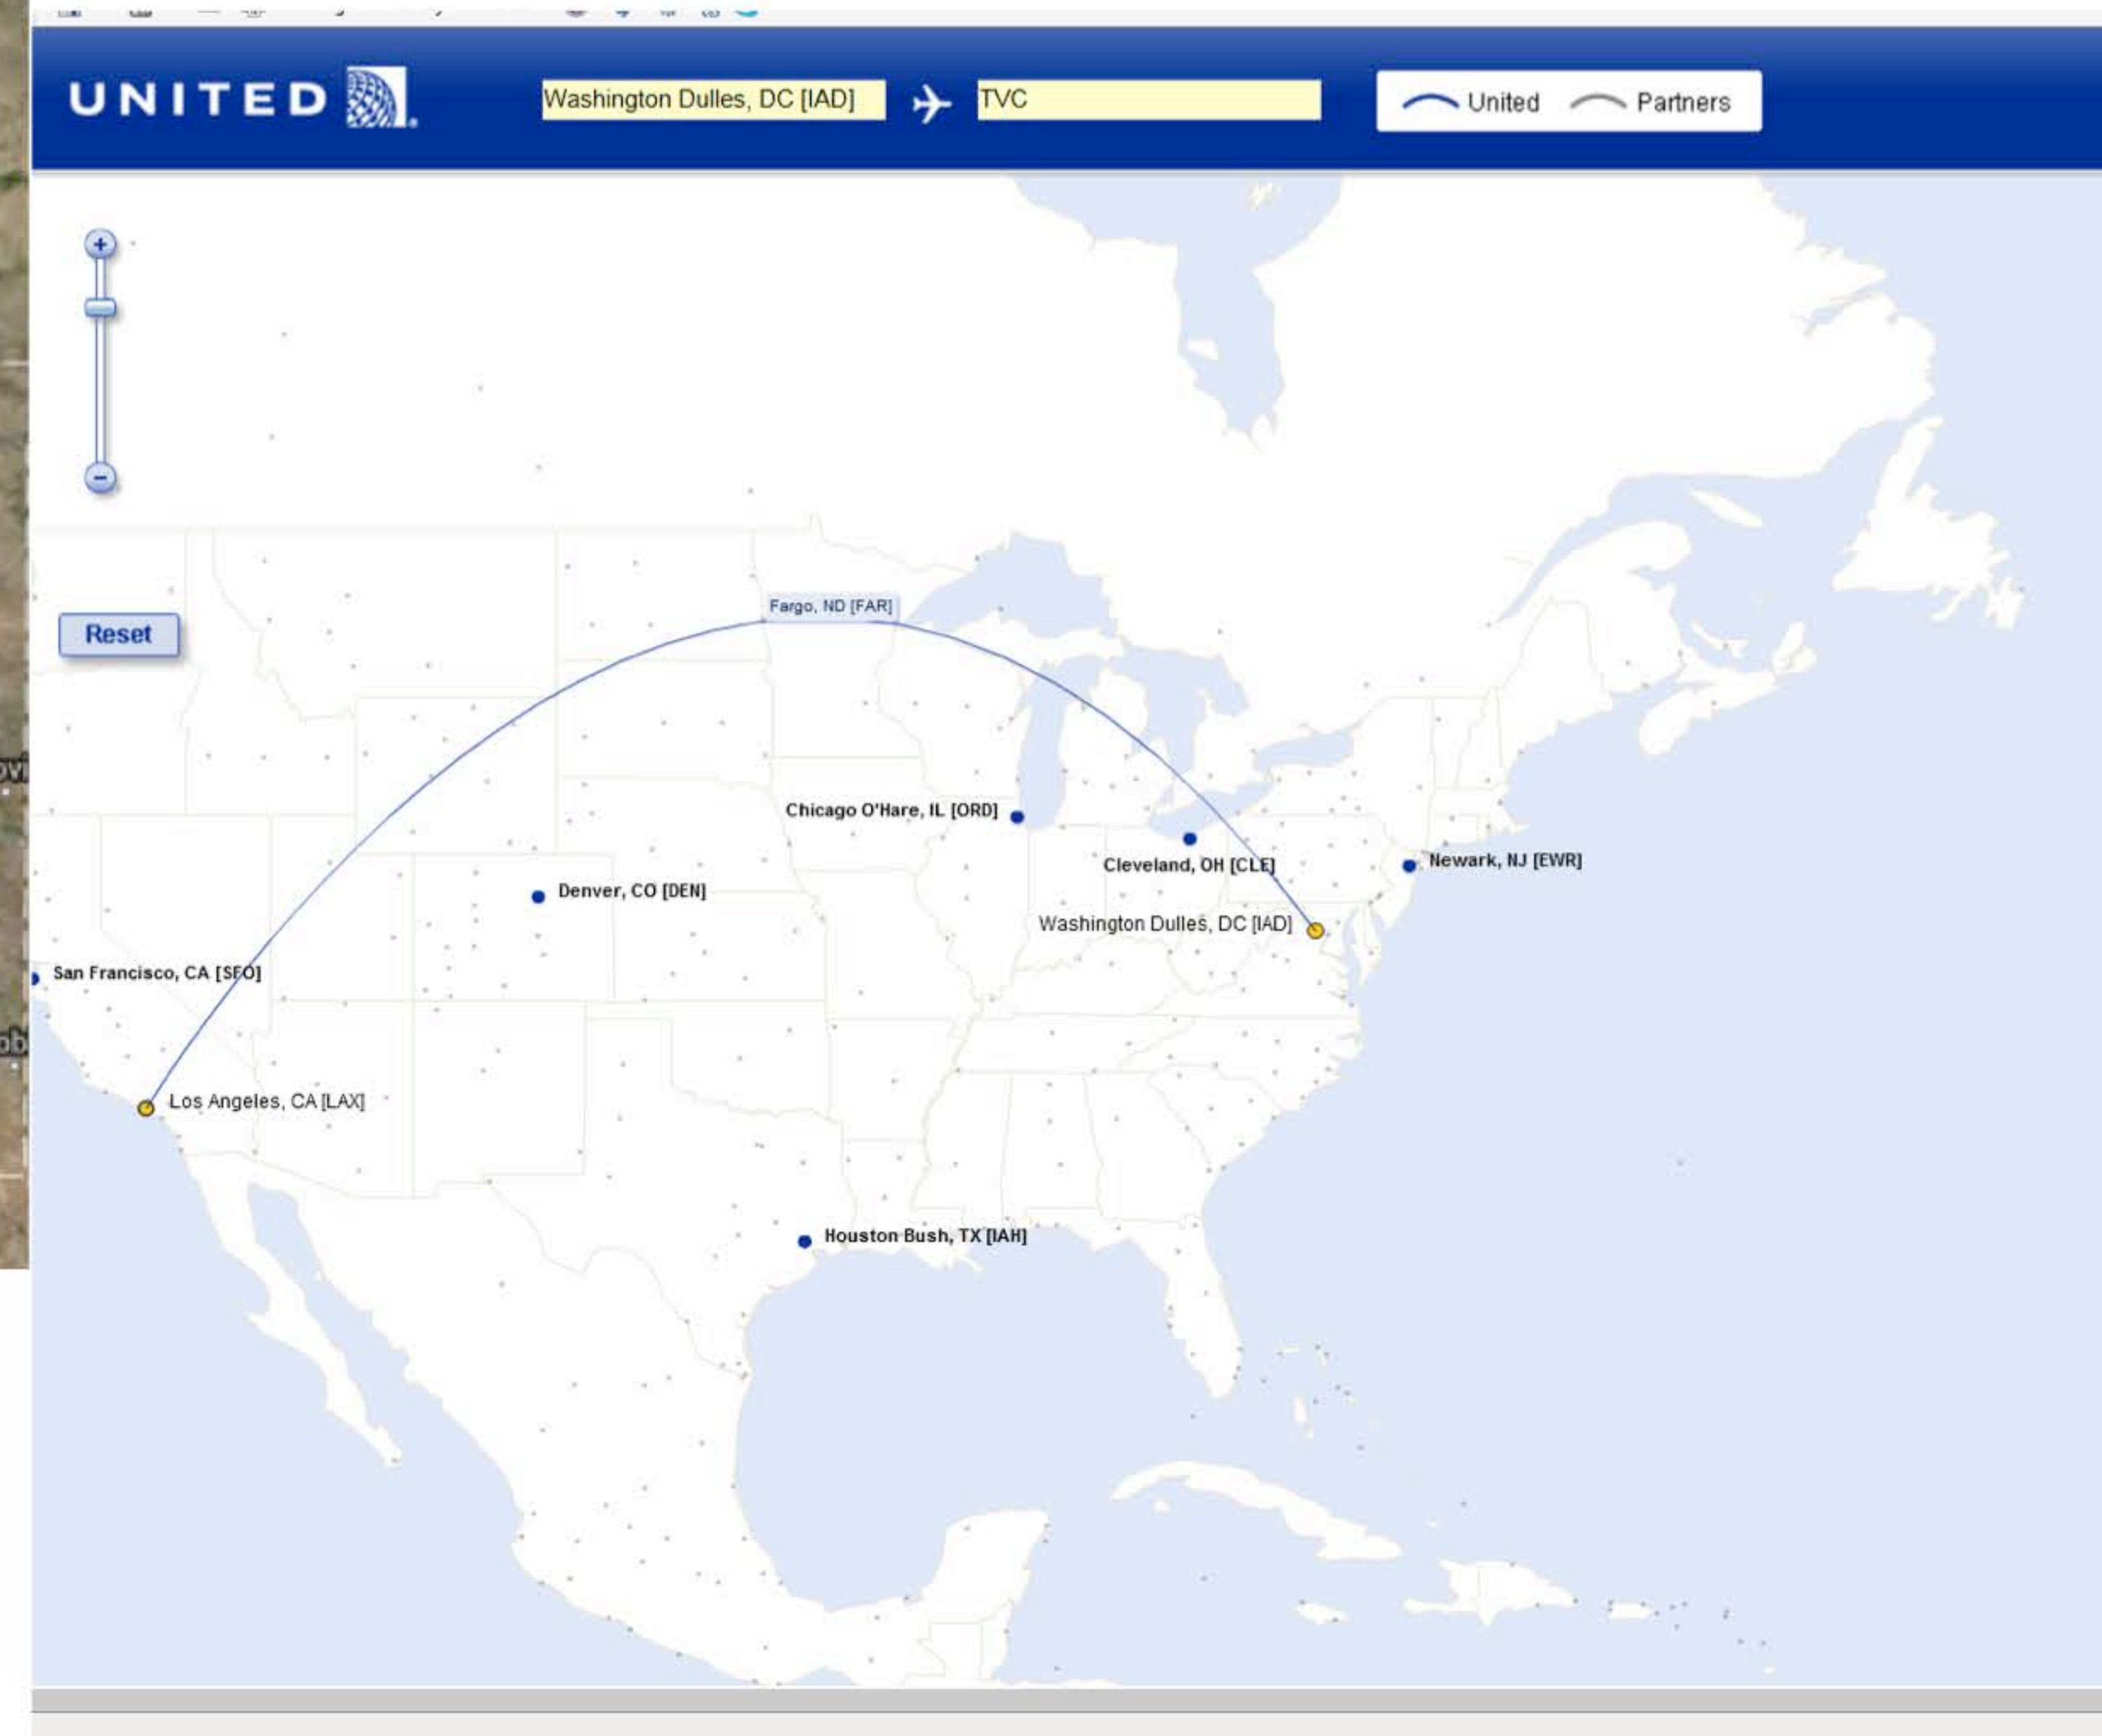 UNITED
Washington Dulles, DC [IAD]
TVC
United
Partners
Reset
Fargo, ND [FAR]
Chicago O'Hare, IL [ORD]
Cleveland, OH [CLE]
Newark, NJ [EWR]
Denver, CO [DEN]
Washington Dulles, DC [IAD]
San Francisco, CA [SFO]
Los Angeles, CA [LAX]
Houston Bush, TX [IAH]